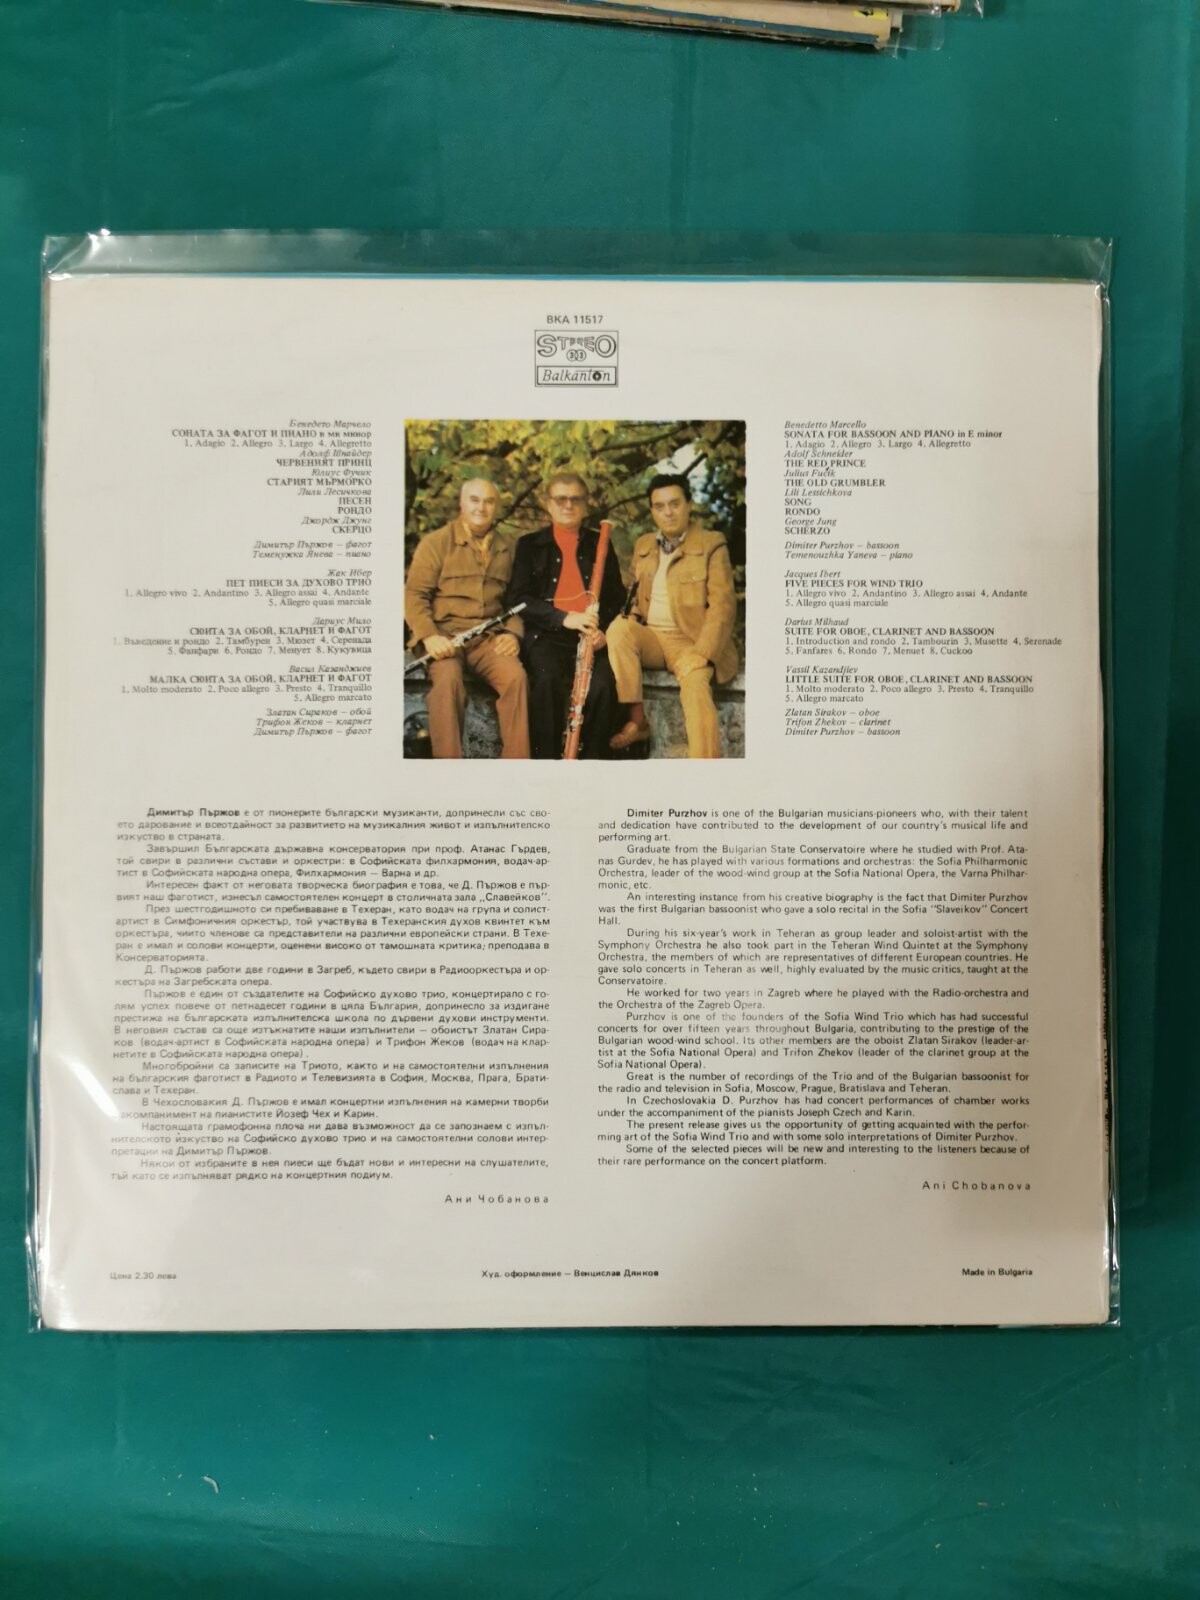 ВКА 11517
STEREO
33
Balkanton
Бенедето Марчело
СОНАТА ЗА ФАГОТ И ПИАНО в ми минор
1. Adagio 2. Allegro 3. Largo 4. Allegretto
Адолф Шнайдер
ЧЕРВЕНИЯТ ПРИНЦ
Юлиус Фучик
СТАРИЯТ МЪРМОРКО
Лили Лесичкова
ПЕСЕН
РОНДО
Джордж Джунг
СКЕРЦО
Димитър Пържов – фагот
Теменужка Янева – пиано
Жак Ибер
ПЕТ ПИЕСИ ЗА ДУХОВО ТРИО
1. Allegro vivo 2. Andantino 3. Allegro assai 4. Andante
5. Allegro quasi marciale
Дариус Мило
СЮИТА ЗА ОБОЙ, КЛАРНЕТ И ФАГОТ
1. Въведение и рондо 2. Тамбурен 3. Мюзет 4. Серенада
5. Фанфари 6. Рондо 7. Менует 8. Кукувица
Васил Казанджиев
МАЛКА СЮИТА ЗА ОБОЙ, КЛАРНЕТ И ФАГОТ
1. Molto moderato 2. Poco allegro 3. Presto 4. Tranquillo
5. Allegro marcato
Златан Сираков – обой
Трифон Жеков – кларнет
Димитър Пържов – фагот
Benedetto Marcello
SONATA FOR BASSOON AND PIANO in E minor
1. Adagio 2. Allegro 3. Largo 4. Allegretto
Adolf Schneider
THE RED PRINCE
Julius Fučik
THE OLD GRUMBLER
Lili Lessichkova
SONG
RONDO
George Jung
SCHERZO
Dimiter Purzhov – bassoon
Temenouzhka Yaneva – piano
Jacques Ibert
FIVE PIECES FOR WIND TRIO
1. Allegro vivo 2. Andantino 3. Allegro assai 4. Andante
5. Allegro quasi marciale
Darius Milhaud
SUITE FOR OBOE, CLARINET AND BASSOON
1. Introduction and rondo 2. Tambourin 3. Musette 4. Serenade
5. Fanfares 6. Rondo 7. Menuet 8. Cuckoo
Vassil Kazandjiev
LITTLE SUITE FOR OBOE, CLARINET AND BASSOON
1. Molto moderato 2. Poco allegro 3. Presto 4. Tranquillo
5. Allegro marcato
Zlatan Sirakov – oboe
Trifon Zhekov – clarinet
Dimiter Purzhov – bassoon
Димитър Пържов е от пионерите български музиканти, допринесли със сво-
ето дарование и всеотдайност за развитието на музикалния живот и изпълнителско
изкуство в страната.
Завършил Българската държавна консерватория при проф. Атанас Гърдев,
той свири в различни състави и оркестри: в Софийската филхармония, водач-ар-
тист в Софийската народна опера, Филхармония – Варна и др.
Интересен факт от неговата творческа биография е това, че Д. Пържов е пър-
вият наш фаготист, изнесъл самостоятелен концерт в столичната зала „Славейков".
През шестгодишното си пребиваване в Техеран, като водач на група и солист-
артист в Симфоничния оркестър, той участвува в Техеранския духов квинтет към
оркестъра, чиито членове са представители на различни европейски страни. В Техе-
ран е имал и солови концерти, оценени високо от тамошната критика; преподава в
Консерваторията.
Д. Пържов работи две години в Загреб, където свири в Радиооркестъра и ор-
кестъра на Загребската опера.
Пържов е един от създателите на Софийско духово трио, концертирало с го-
лям успех повече от петнадесет години в цяла България, допринесло за издигане
престижа на българската изпълнителска школа по дървени духови инструменти.
В неговия състав са още изтъкнатите наши изпълнители – обоистът Златан Сира-
ков (водач-артист в Софийската народна опера) и Трифон Жеков (водач на клар-
нетите в Софийската народна опера).
Многобройни са записите на Триото, както и на самостоятелни изпълнения
на българския фаготист в Радиото и Телевизията в София, Москва, Прага, Брати-
слава и Техеран.
В Чехословакия Д. Пържов е имал концертни изпълнения на камерни творби
акомпанимент на пианистите Йозеф Чех и Карин.
Настоящата грамофонна плоча ни дава възможност да се запознаем с изпъл-
нителското изкуство на Софийско духово трио и на самостоятелни солови интер-
претации на Димитър Пържов.
Някои от избраните в нея пиеси ще бъдат нови и интересни на слушателите,
тъй като се изпълняват рядко на концертния подиум.
Ани Чобанова
Dimiter Purzhov is one of the Bulgarian musicians-pioneers who, with their talent
and dedication have contributed to the development of our country's musical life and
performing art.
Graduate from the Bulgarian State Conservatoire where he studied with Prof. Ata-
nas Gurdev, he has played with various formations and orchestras: the Sofia Philharmonic
Orchestra, leader of the wood-wind group at the Sofia National Opera, the Varna Philhar-
monic, etc.
An interesting instance from his creative biography is the fact that Dimiter Purzhov
was the first Bulgarian bassoonist who gave a solo recital in the Sofia "Slaveikov" Concert
Hall.
During his six-year's work in Teheran as group leader and soloist-artist with the
Symphony Orchestra he also took part in the Teheran Wind Quintet at the Symphony
Orchestra, the members of which are representatives of different European countries. He
gave solo concerts in Teheran as well, highly evaluated by the music critics, taught at the
Conservatoire.
He worked for two years in Zagreb where he played with the Radio-orchestra and
the Orchestra of the Zagreb Opera.
Purzhov is one of the founders of the Sofia Wind Trio which has had successful
concerts for over fifteen years throughout Bulgaria, contributing to the prestige of the
Bulgarian wood-wind school. Its other members are the oboist Zlatan Sirakov (leader-ar-
tist at the Sofia National Opera) and Trifon Zhekov (leader of the clarinet group at the
Sofia National Opera).
Great is the number of recordings of the Trio and of the Bulgarian bassoonist for
the radio and television in Sofia, Moscow, Prague, Bratislava and Teheran.
In Czechoslovakia D. Purzhov has had concert performances of chamber works
under the accompaniment of the pianists Joseph Czech and Karin.
The present release gives us the opportunity of getting acquainted with the perfor-
ming art of the Sofia Wind Trio and with some solo interpretations of Dimiter Purzhov.
Some of the selected pieces will be new and interesting to the listeners because of
their rare performance on the concert platform.
Ani Chobanova
Цена 2.30 лева
Худ. оформление – Венцислав Дянков
Made in Bulgaria